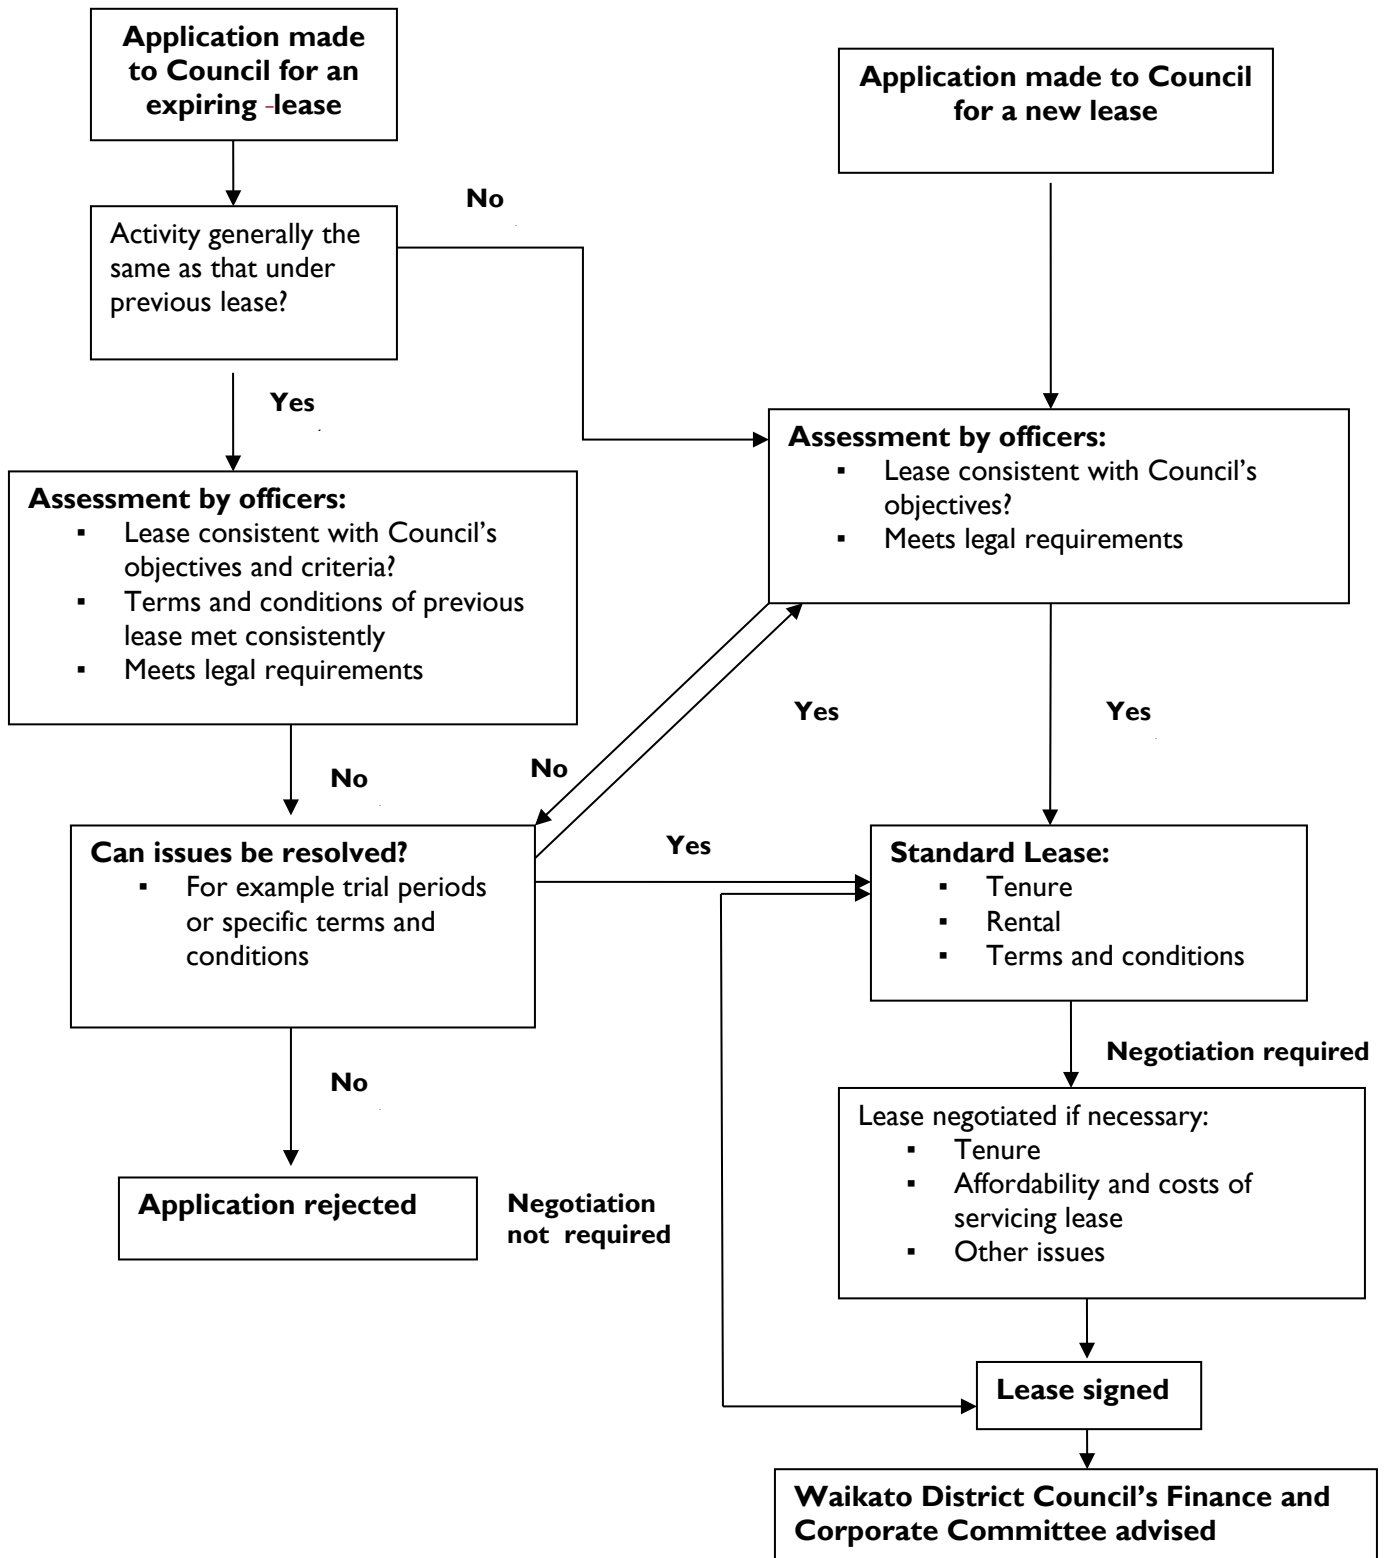 Application made
to Council for an
expiring -lease
Application made to Council
for a new lease
No
Activity generally the
same as that under
previous lease?
Yes
Assessment by officers:
▪ Lease consistent with Council’s
objectives?
▪ Meets legal requirements
Assessment by officers:
▪ Lease consistent with Council’s
objectives and criteria?
▪ Terms and conditions of previous
lease met consistently
▪ Meets legal requirements
Yes
Yes
No
No
Can issues be resolved?
▪ For example trial periods
or specific terms and
conditions
Yes
Standard Lease:
▪ Tenure
▪ Rental
▪ Terms and conditions
Negotiation required
No
Lease negotiated if necessary:
▪ Tenure
▪ Affordability and costs of
servicing lease
▪ Other issues
Application rejected
Negotiation
not required
Lease signed
Waikato District Council’s Finance and
Corporate Committee advised